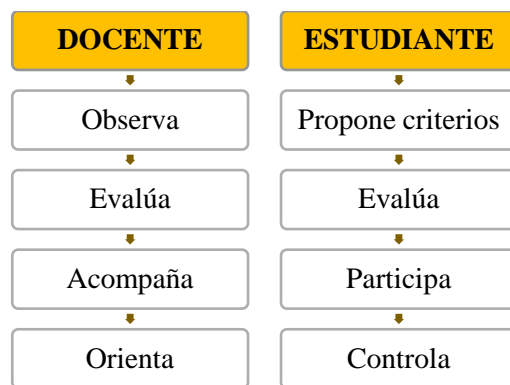 DOCENTE
Observa
Evalúa
Acompaña
Orienta
ESTUDIANTE
Propone criterios
Evalúa
Participa
Controla